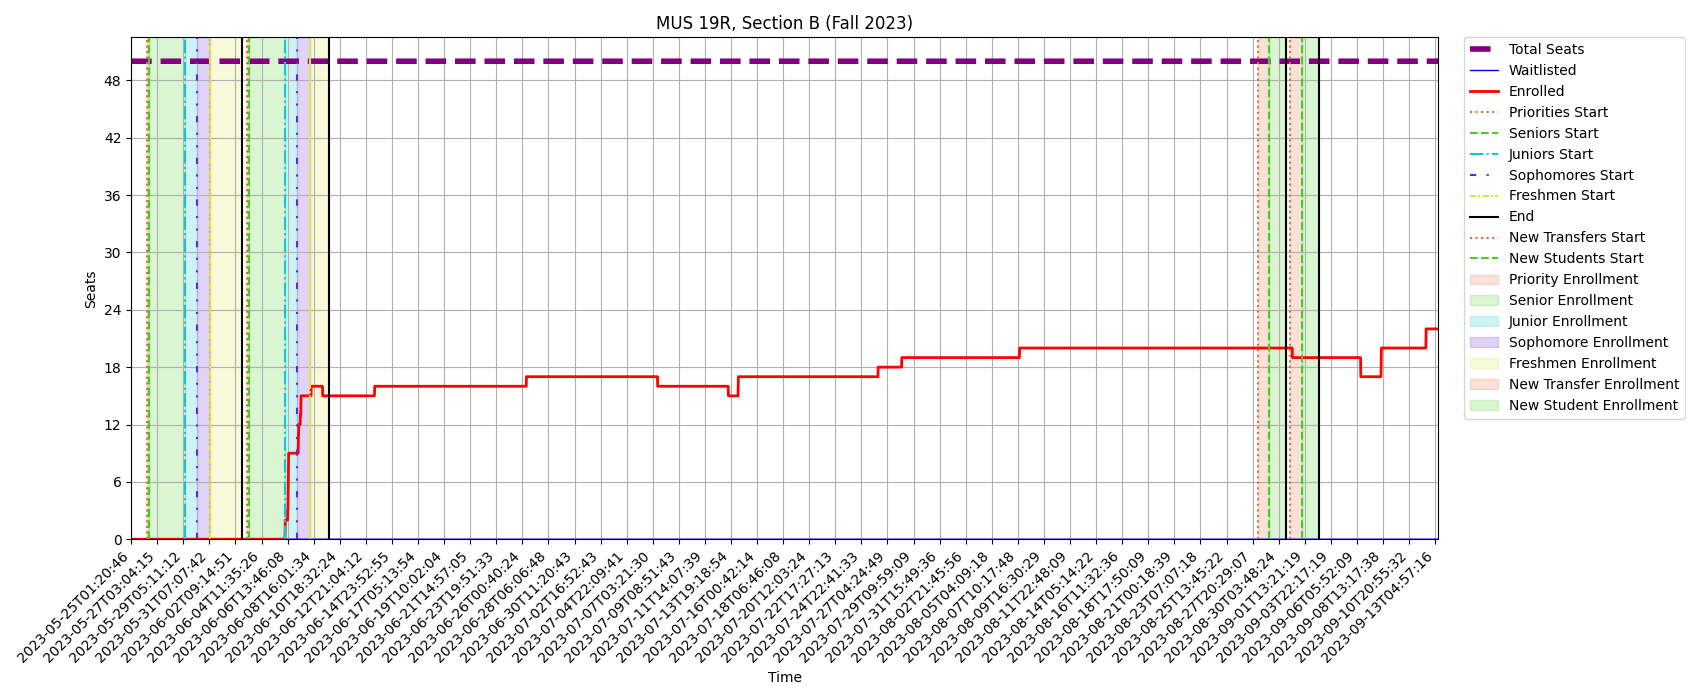 MUS 19R, Section B (Fall 2023)
Seats
48
42
36
30
24
18
12
6
0
2023-05-25T01:20:46
2023-05-27T03:04:15
2023-05-29T05:11:12
2023-05-31T07:07:42
2023-06-02T09:14:51
2023-06-04T11:35:26
2023-06-06T13:46:08
2023-06-08T16:01:34
2023-06-10T18:32:24
2023-06-12T21:04:12
2023-06-14T23:52:55
2023-06-17T05:13:54
2023-06-19T10:02:04
2023-06-21T14:57:05
2023-06-23T19:51:33
2023-06-26T00:40:24
2023-06-28T06:06:48
2023-06-30T11:20:43
2023-07-02T16:52:43
2023-07-04T22:09:41
2023-07-07T03:21:30
2023-07-09T08:51:43
2023-07-11T14:07:39
2023-07-13T19:18:54
2023-07-16T00:42:14
2023-07-18T06:46:08
2023-07-20T12:03:24
2023-07-22T17:27:13
2023-07-24T22:41:33
2023-07-27T04:24:49
2023-07-29T09:59:09
2023-07-31T15:49:36
2023-08-02T21:45:56
2023-08-05T04:09:18
2023-08-07T10:17:48
2023-08-09T16:30:29
2023-08-11T22:48:09
2023-08-14T05:14:22
2023-08-16T11:32:36
2023-08-18T17:50:09
2023-08-21T00:18:39
2023-08-23T07:07:18
2023-08-25T13:45:22
2023-08-27T20:29:07
2023-08-30T03:48:24
2023-09-01T13:21:19
2023-09-03T22:17:19
2023-09-06T05:52:09
2023-09-08T13:17:38
2023-09-10T20:55:32
2023-09-13T04:57:16
Time
Total Seats
Waitlisted
Enrolled
Priorities Start
Seniors Start
Juniors Start
Sophomores Start
Freshmen Start
End
New Transfers Start
New Students Start
Priority Enrollment
Senior Enrollment
Junior Enrollment
Sophomore Enrollment
Freshmen Enrollment
New Transfer Enrollment
New Student Enrollment